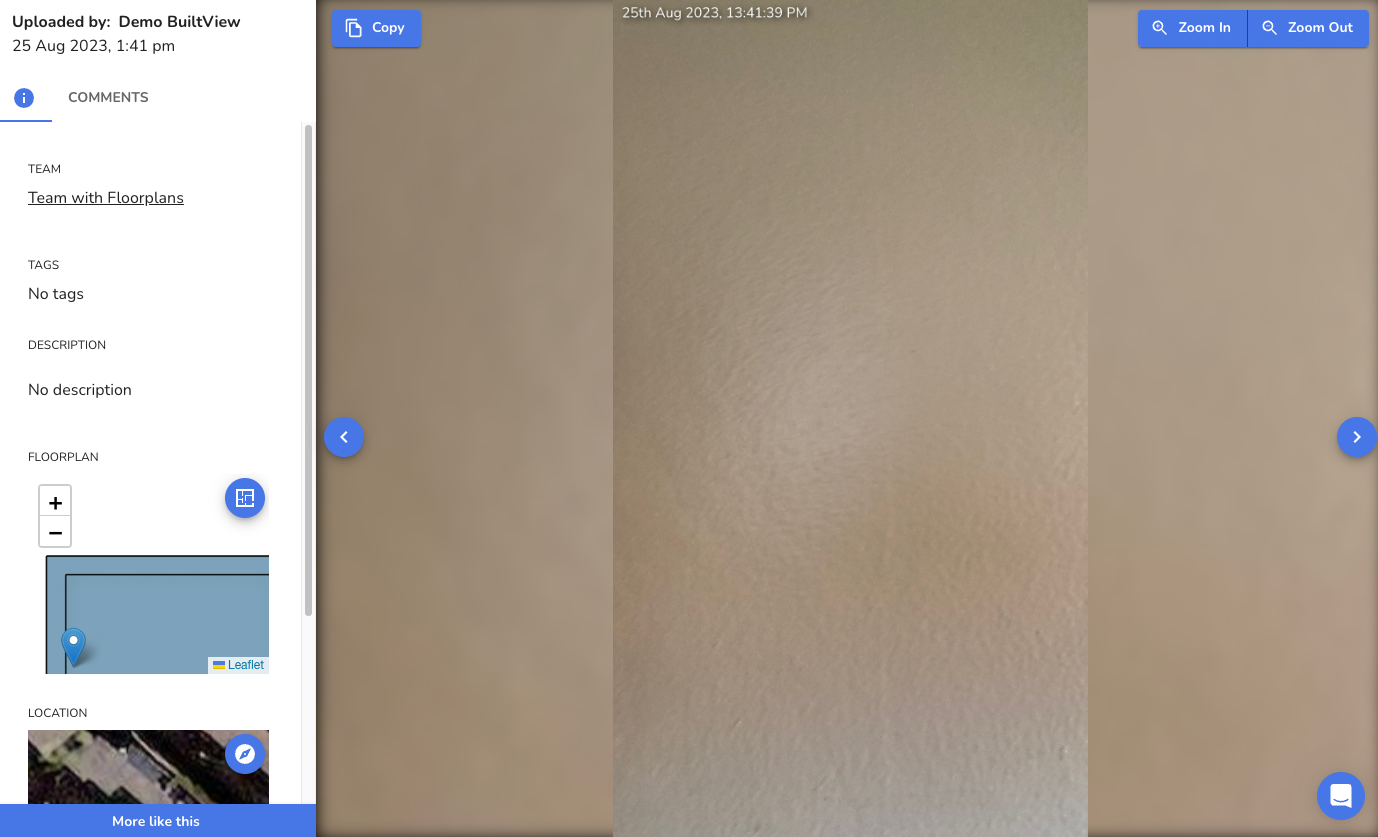 Uploaded by: Demo BuiltView
25 Aug 2023, 1:41 pm
COMMENTS
TEAM
Team with Floorplans
TAGS
No tags
DESCRIPTION
No description
FLOORPLAN
+
−
Leaflet
LOCATION
More like this
Copy
25th Aug 2023, 13:41:39 PM
Zoom In
Zoom Out